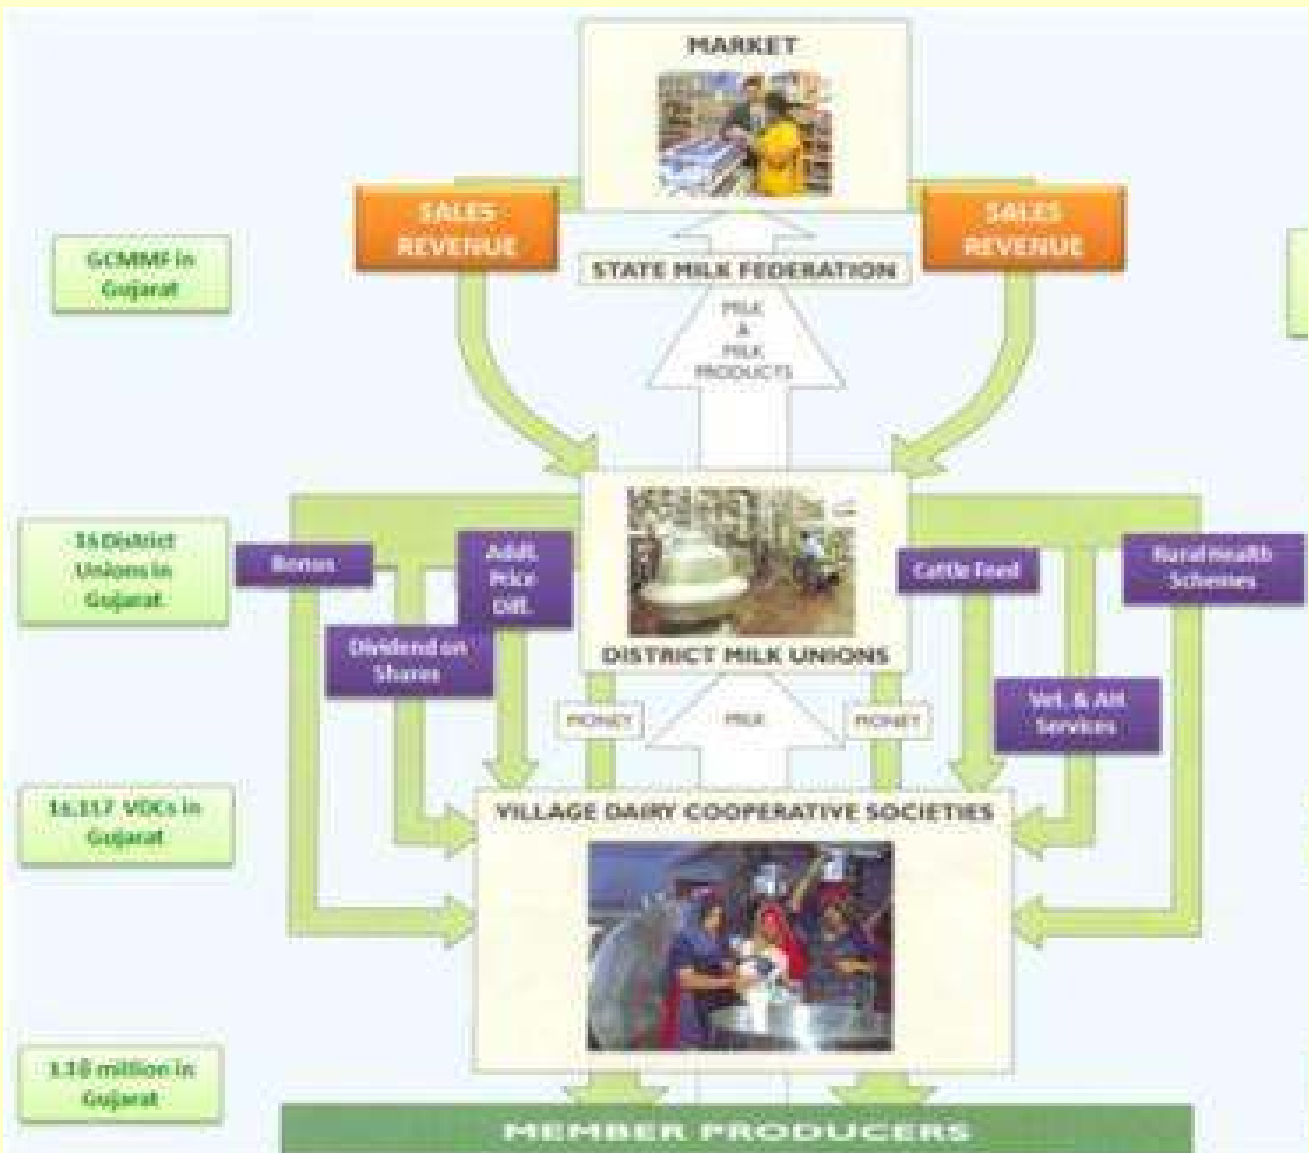 MARKET
SALES
REVENUE
SALES
REVENUE
GCMMF in
Gujarat
STATE MILK FEDERATION
MILK
&
MILK
PRODUCTS
District
Unions in
Gujarat
Bonus
Addl.
Price
Diff.
Dividend on
Shares
Cattle Feed
Rural Health
Schemes
Vet. & AH
Services
DISTRICT MILK UNIONS
MONEY
MILK
MONEY
VDCs in
Gujarat
VILLAGE DAIRY COOPERATIVE SOCIETIES
million in
Gujarat
MEMBER PRODUCERS